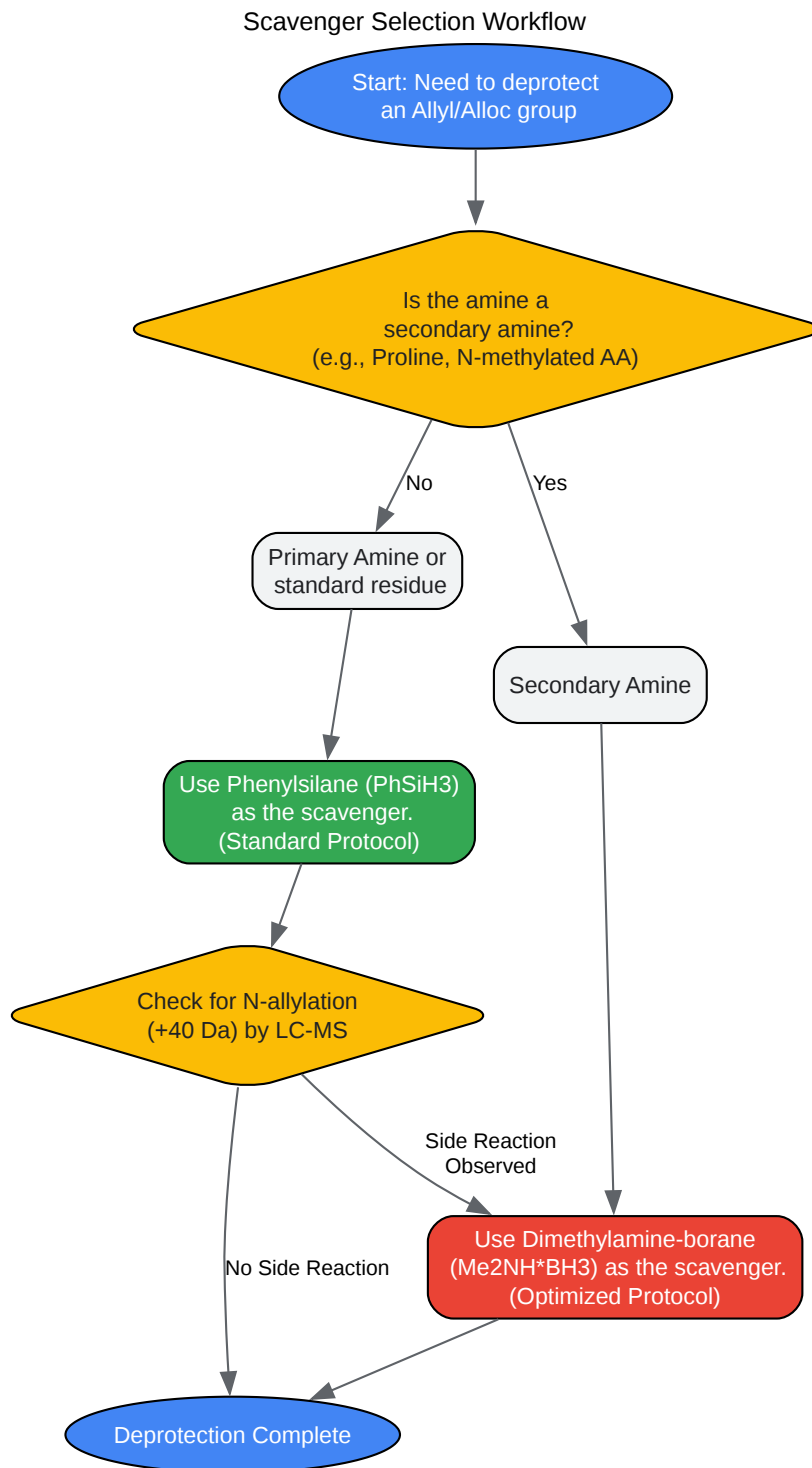 Scavenger Selection Workflow
Start: Need to deprotect
an Allyl/Alloc group
Is the amine a
secondary amine?
(e.g., Proline, N-methylated AA)
No
Yes
Primary Amine or
standard residue
Secondary Amine
Use Phenylsilane (PhSiH3)
as the scavenger.
(Standard Protocol)
Check for N-allylation
(+40 Da) by LC-MS
Side Reaction
Observed
No Side Reaction
Use Dimethylamine-borane
(Me2NH*BH3) as the scavenger.
(Optimized Protocol)
Deprotection Complete